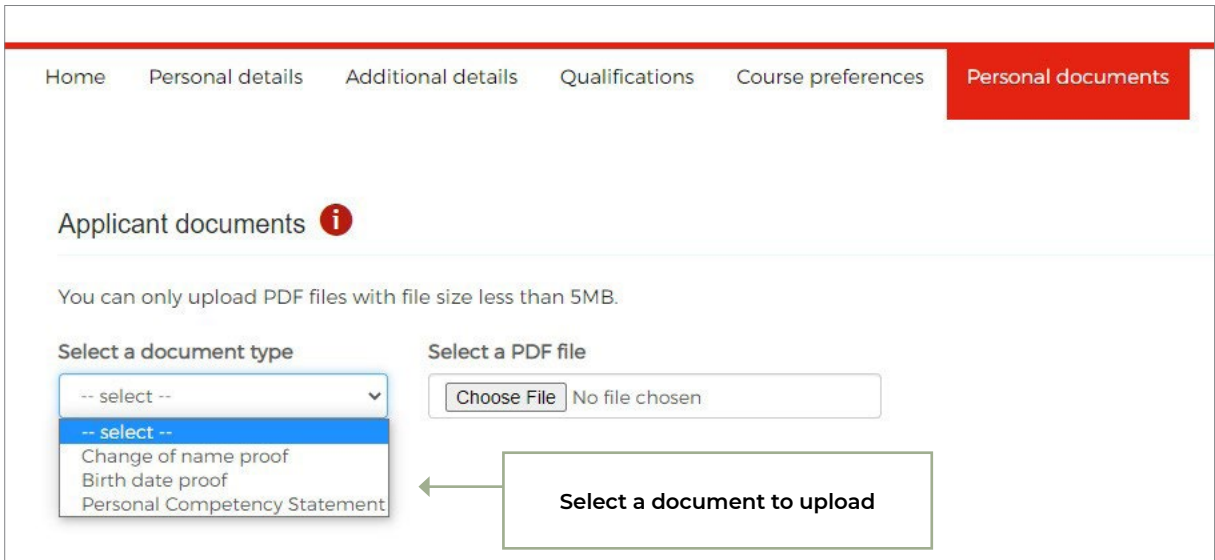 Home Personal details Additional details Qualifications Course preferences Personal documents
Applicant documents i
You can only upload PDF files with file size less than 5MB.
Select a document type Select a PDF file
-- select -- Choose File No file chosen
-- select --
Change of name proof
Birth date proof
Personal Competency Statement
Select a document to upload